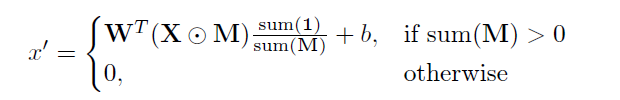 x' = { W^T(X ⊙ M) sum(1)/sum(M) + b, if sum(M) > 0
0, otherwise